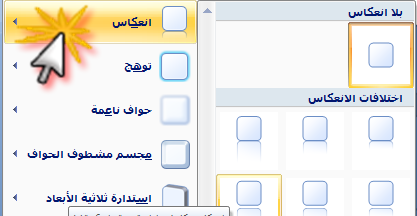 بلا انعكاس
اختلافات الانعكاس
انعكاس
توهج
حواف ناعمة
مجسم مشطوف الحواف
استدارة ثلاثية الأبعاد